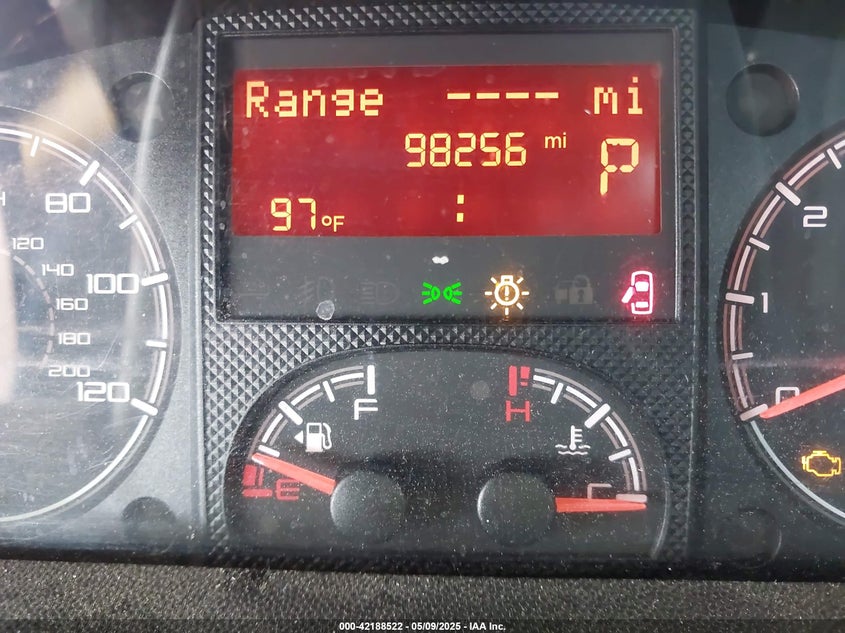 Range ---- mi
98256 mi
P
97°F :
80
120
140
100
160
180
200
120
2
1
0
F
H
E
C
000-42188522 - 05/09/2025 - IAA Inc.